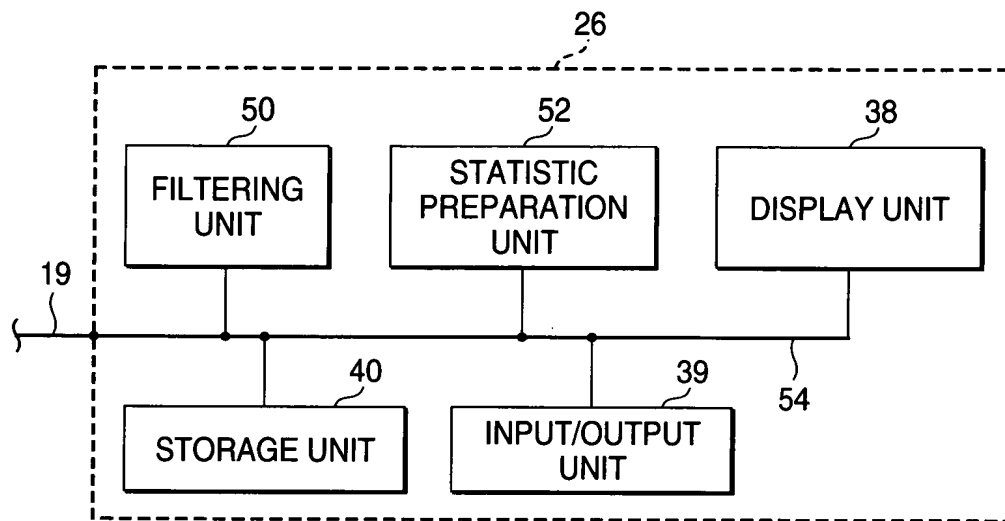 26
50
52
38
FILTERING
UNIT
STATISTIC
PREPARATION
UNIT
DISPLAY UNIT
19
54
40
39
STORAGE UNIT
INPUT/OUTPUT
UNIT